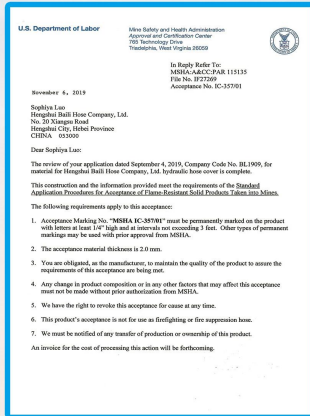 U.S. Department of Labor
Mine Safety and Health Administration
Approval and Certification Center
765 Technology Drive
Triadelphia, West Virginia 26059
In Reply Refer To:
MSHA:A&CC:PAR 115135
File No. IF27269
Acceptance No. IC-357/01
November 6, 2019
Sophiya Luo
Hengshui Baili Hose Company, Ltd.
No. 20 Xiangsu Road
Hengshui City, Hebei Province
CHINA 053000
Dear Sophiya Luo:
The review of your application dated September 4, 2019, Company Code No. BL1909, for
material for Hengshui Baili Hose Company, Ltd. hydraulic hose cover is complete.
This construction and the information provided meet the requirements of the Standard
Application Procedures for Acceptance of Flame-Resistant Solid Products Taken into Mines.
The following requirements apply to this acceptance:
1. Acceptance Marking No. "MSHA IC-357/01" must be permanently marked on the product
with letters at least 1/4" high and at intervals not exceeding 3 feet. Other types of permanent
markings may be used with prior approval from MSHA.
2. The acceptance material thickness is 2.0 mm.
3. You are obligated, as the manufacturer, to maintain the quality of the product to assure the
requirements of this acceptance are being met.
4. Any change in product composition or in any other factors that may affect this acceptance
must not be made without prior authorization from MSHA.
5. We have the right to revoke this acceptance for cause at any time.
6. This product's acceptance is not for use as firefighting or fire suppression hose.
7. We must be notified of any transfer of production or ownership of this product.
An invoice for the cost of processing this action will be forthcoming.